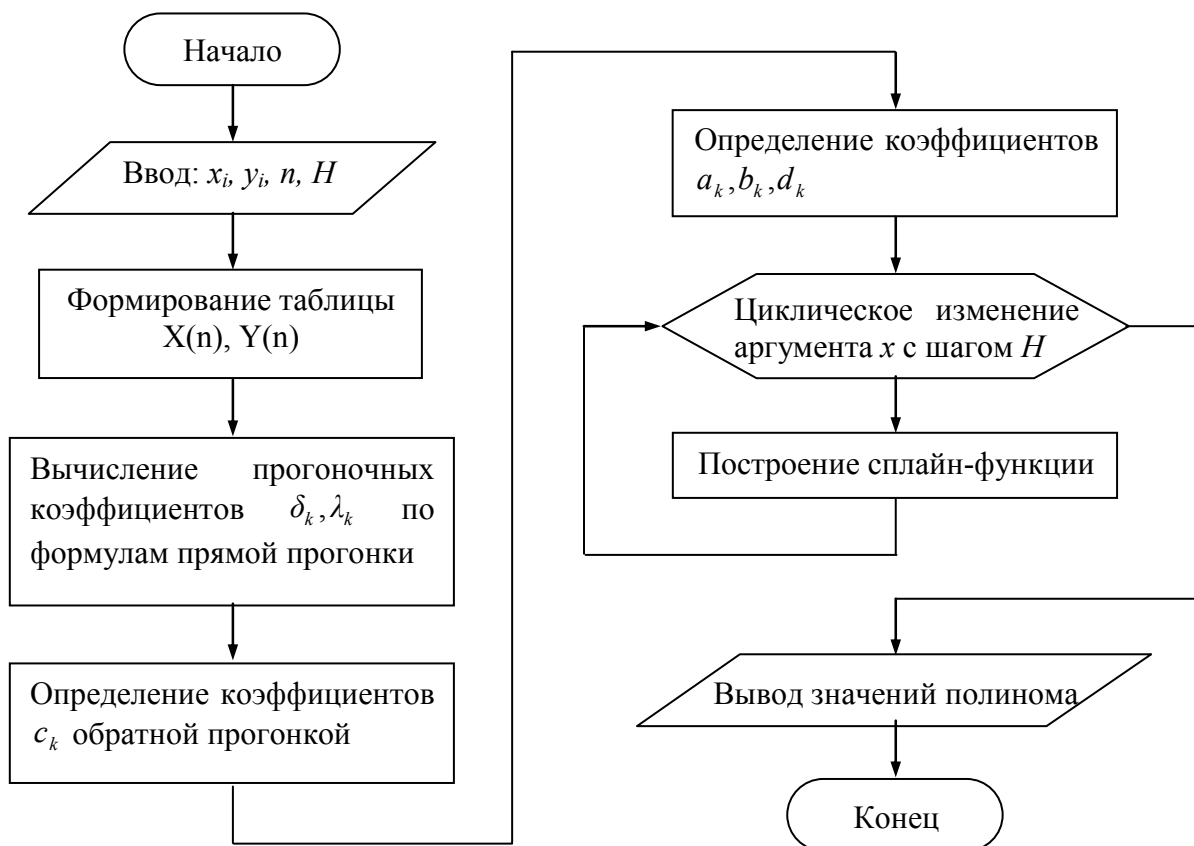 Начало
Ввод: xᵢ, yᵢ, n, H
Формирование таблицы
X(n), Y(n)
Вычисление прогоночных
коэффициентов δₖ, λₖ по
формулам прямой прогонки
Определение коэффициентов
cₖ обратной прогонкой
Определение коэффициентов
aₖ, bₖ, dₖ
Циклическое изменение
аргумента x с шагом H
Построение сплайн-функции
Вывод значений полинома
Конец